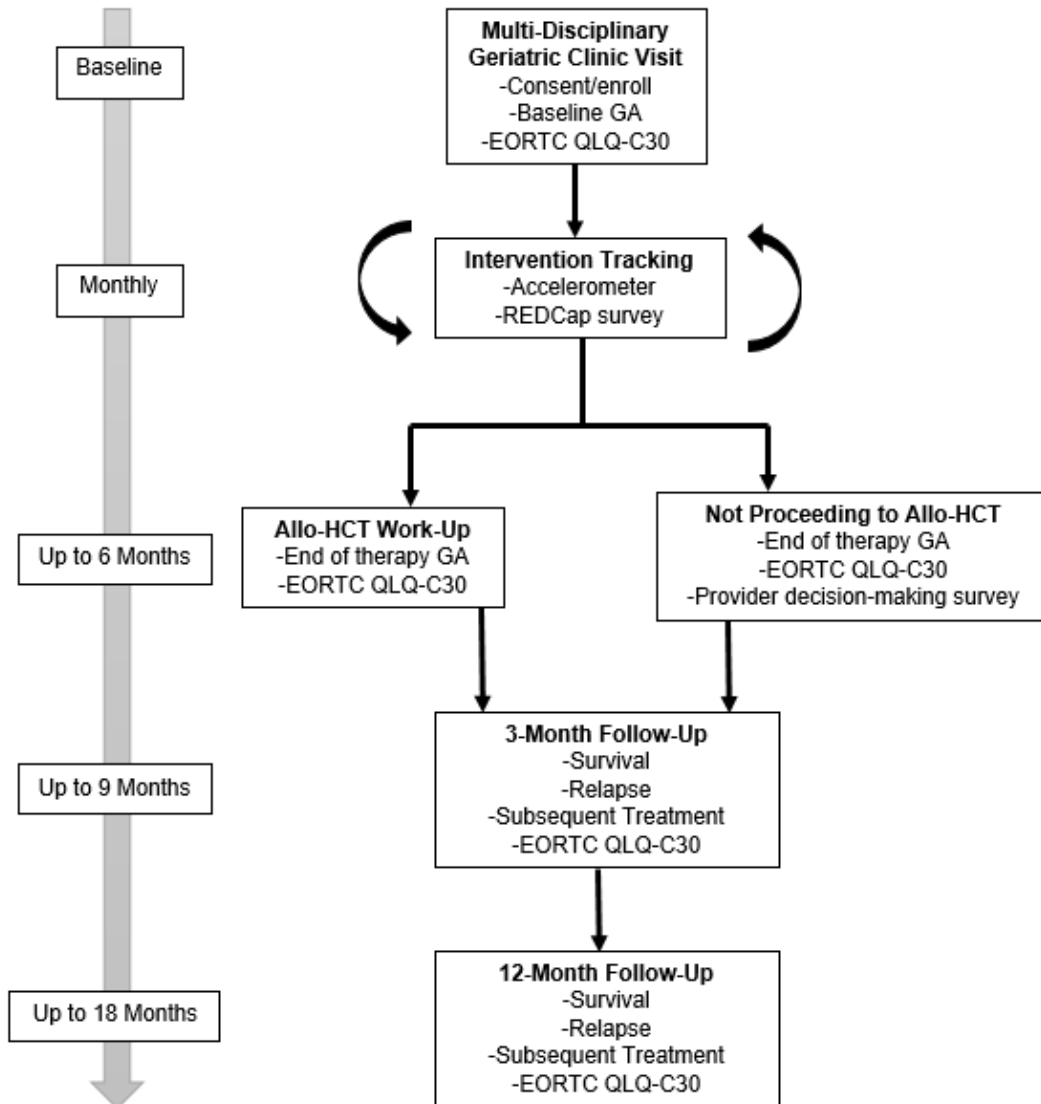 Baseline
Multi-Disciplinary
Geriatric Clinic Visit
-Consent/enroll
-Baseline GA
-EORTC QLQ-C30
Monthly
Intervention Tracking
-Accelerometer
-REDCap survey
Up to 6 Months
Allo-HCT Work-Up
-End of therapy GA
-EORTC QLQ-C30
Not Proceeding to Allo-HCT
-End of therapy GA
-EORTC QLQ-C30
-Provider decision-making survey
Up to 9 Months
3-Month Follow-Up
-Survival
-Relapse
-Subsequent Treatment
-EORTC QLQ-C30
Up to 18 Months
12-Month Follow-Up
-Survival
-Relapse
-Subsequent Treatment
-EORTC QLQ-C30